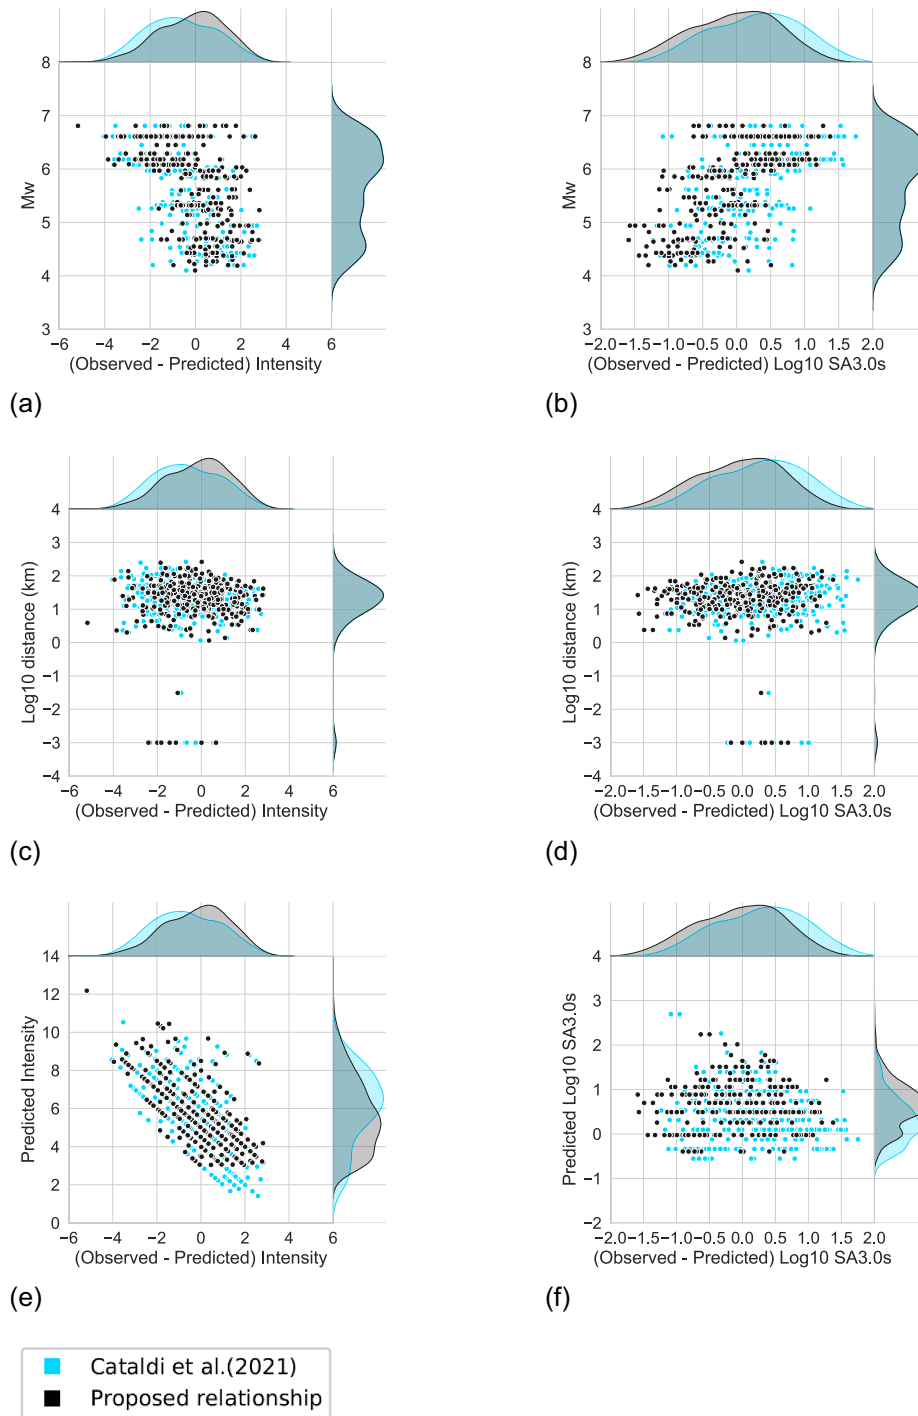 8
7
6
5
4
3
Mw
-6 -4 -2 0 2 4 6
(Observed - Predicted) Intensity
(a)
8
7
6
5
4
3
Mw
-2.0 -1.5 -1.0 -0.5 0.0 0.5 1.0 1.5 2.0
(Observed - Predicted) Log10 SA3.0s
(b)
4
3
2
1
0
-1
-2
-3
-4
Log10 distance (km)
-6 -4 -2 0 2 4 6
(Observed - Predicted) Intensity
(c)
4
3
2
1
0
-1
-2
-3
-4
Log10 distance (km)
-2.0 -1.5 -1.0 -0.5 0.0 0.5 1.0 1.5 2.0
(Observed - Predicted) Log10 SA3.0s
(d)
14
12
10
8
6
4
2
0
Predicted Intensity
-6 -4 -2 0 2 4 6
(Observed - Predicted) Intensity
(e)
4
3
2
1
0
-1
-2
Predicted Log10 SA3.0s
-2.0 -1.5 -1.0 -0.5 0.0 0.5 1.0 1.5 2.0
(Observed - Predicted) Log10 SA3.0s
(f)
Cataldi et al.(2021)
Proposed relationship